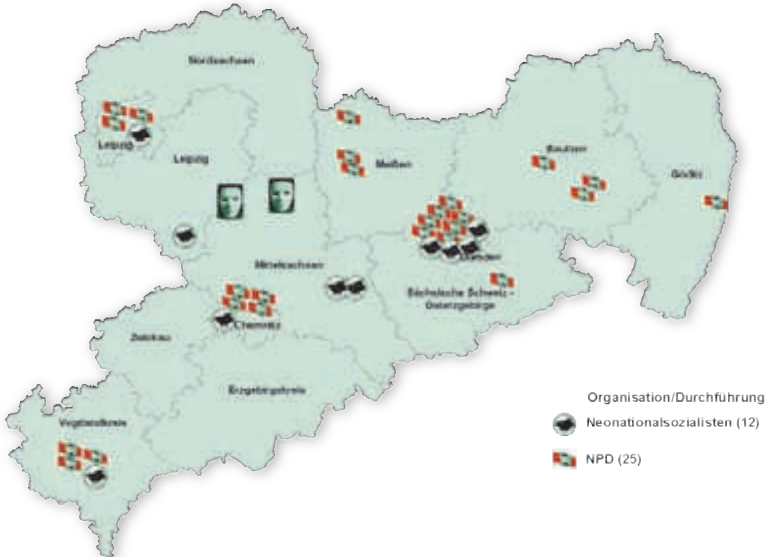 Nordsachsen
Leipzig
Leipzig
Meißen
Bautzen
Görlitz
Dresden
Mittelsachsen
Sächsische Schweiz -
Osterzgebirge
Chemnitz
Zwickau
Erzgebirgskreis
Vogtlandkreis
Organisation/Durchführung
Neonationalsozialisten (12)
NPD (25)